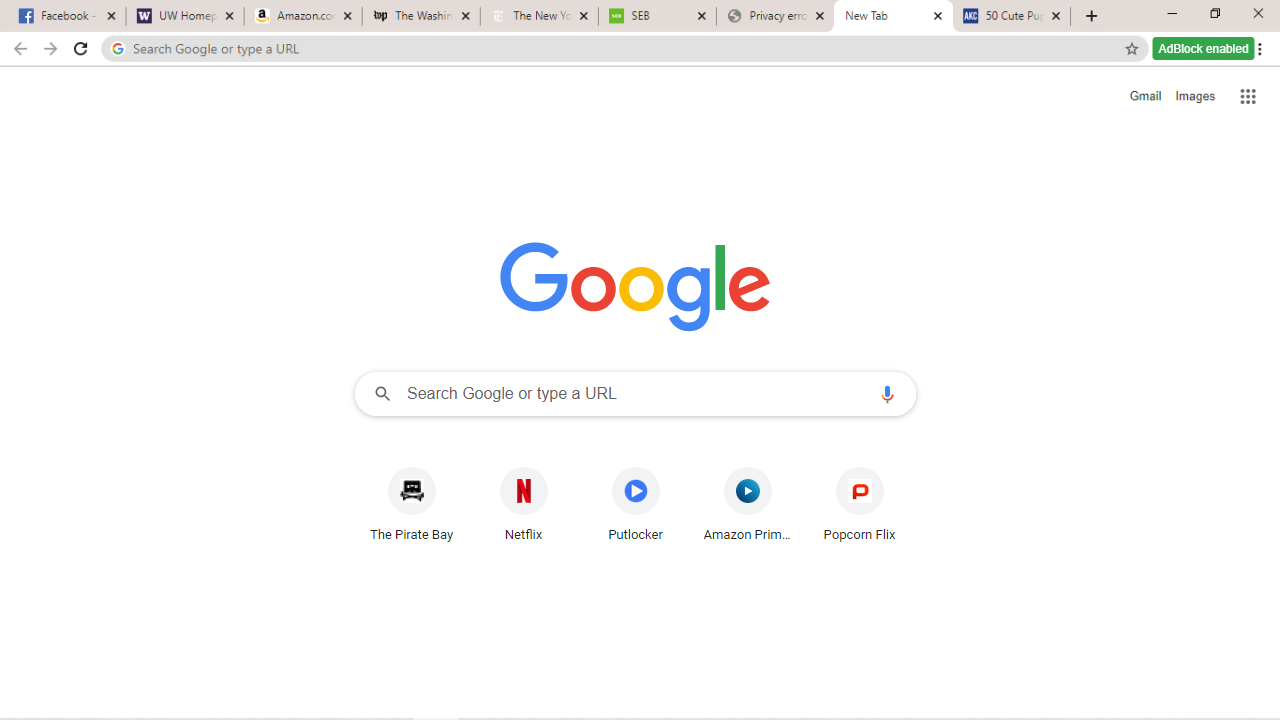 Facebook -
UW Homep
Amazon.co
The Washin
The New Yo
SEB
Privacy erro
New Tab
50 Cute Pup
Search Google or type a URL
AdBlock enabled
Gmail
Images
Google
Search Google or type a URL
The Pirate Bay
Netflix
Putlocker
Amazon Prim...
Popcorn Flix